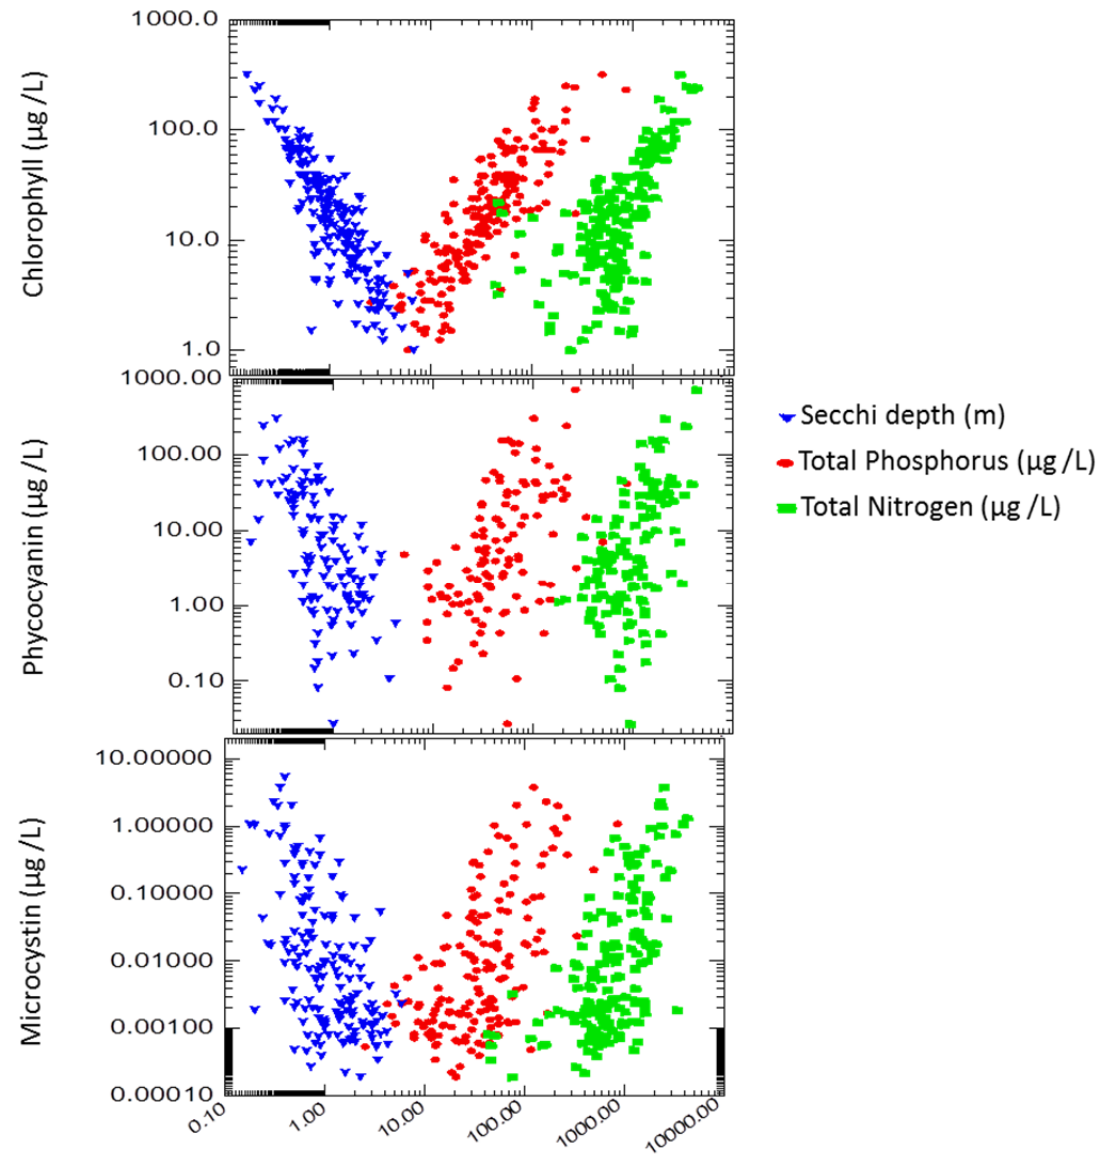 1000.0
100.0
10.0
1.0
Chlorophyll (µg /L)
1000.00
100.00
10.00
1.00
0.10
Phycocyanin (µg /L)
Secchi depth (m)
Total Phosphorus (µg /L)
Total Nitrogen (µg /L)
10.00000
1.00000
0.10000
0.01000
0.00100
0.00010
Microcystin (µg /L)
0.10 1.00 10.00 100.00 1000.00 10000.00